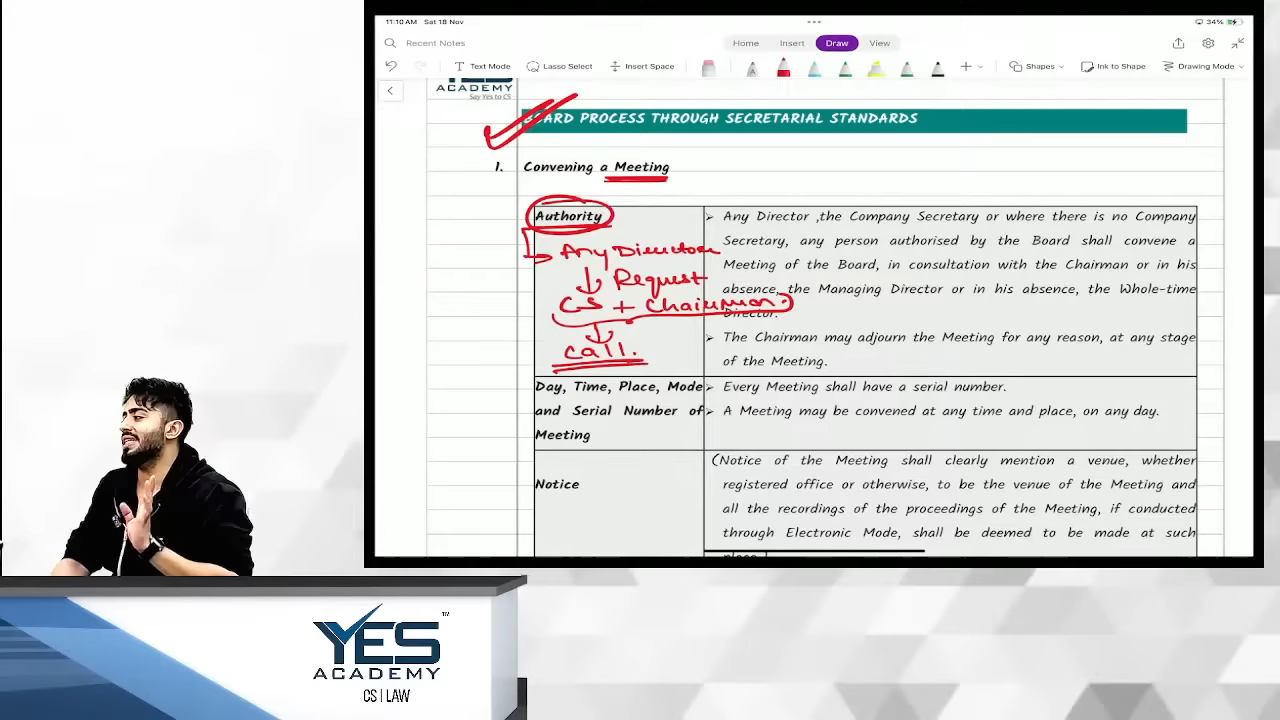 11:10 AM Sat 18 Nov
34%
Recent Notes
Home Insert Draw View
Text Mode Lasso Select Insert Space Shapes Ink to Shape Drawing Mode
ACADEMY
Say Yes to CS
BOARD PROCESS THROUGH SECRETARIAL STANDARDS
1. Convening a Meeting
Authority
Any Director
Request
CS + Chairman.
Call.
➢ Any Director ,the Company Secretary or where there is no Company
Secretary, any person authorised by the Board shall convene a
Meeting of the Board, in consultation with the Chairman or in his
absence, the Managing Director or in his absence, the Whole-time
Director.
➢ The Chairman may adjourn the Meeting for any reason, at any stage
of the Meeting.
Day, Time, Place, Mode
and Serial Number of
Meeting
➢ Every Meeting shall have a serial number.
➢ A Meeting may be convened at any time and place, on any day.
Notice
(Notice of the Meeting shall clearly mention a venue, whether
registered office or otherwise, to be the venue of the Meeting and
all the recordings of the proceedings of the Meeting, if conducted
through Electronic Mode, shall be deemed to be made at such
place.
YES™
ACADEMY
CS | LAW